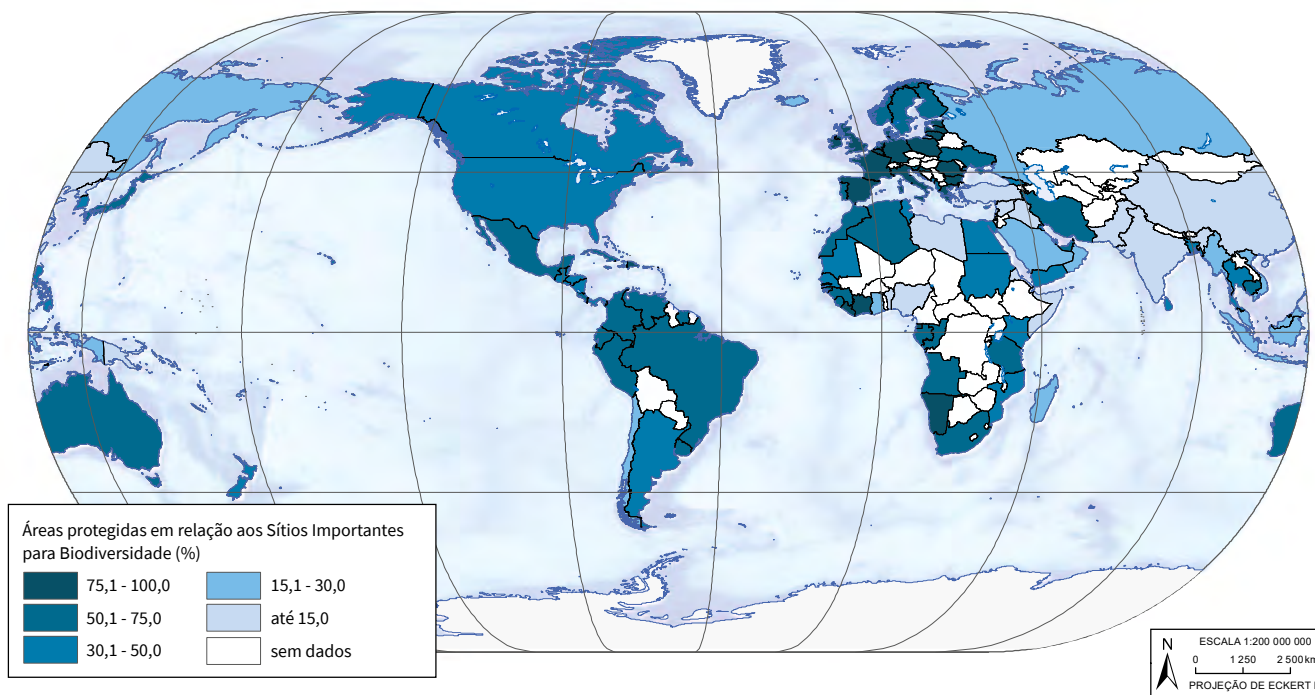 Áreas protegidas em relação aos Sítios Importantes
para Biodiversidade (%)
75,1 - 100,0
50,1 - 75,0
30,1 - 50,0
15,1 - 30,0
até 15,0
sem dados
N
ESCALA 1:200 000 000
0 1 250 2 500 km
PROJEÇÃO DE ECKERT